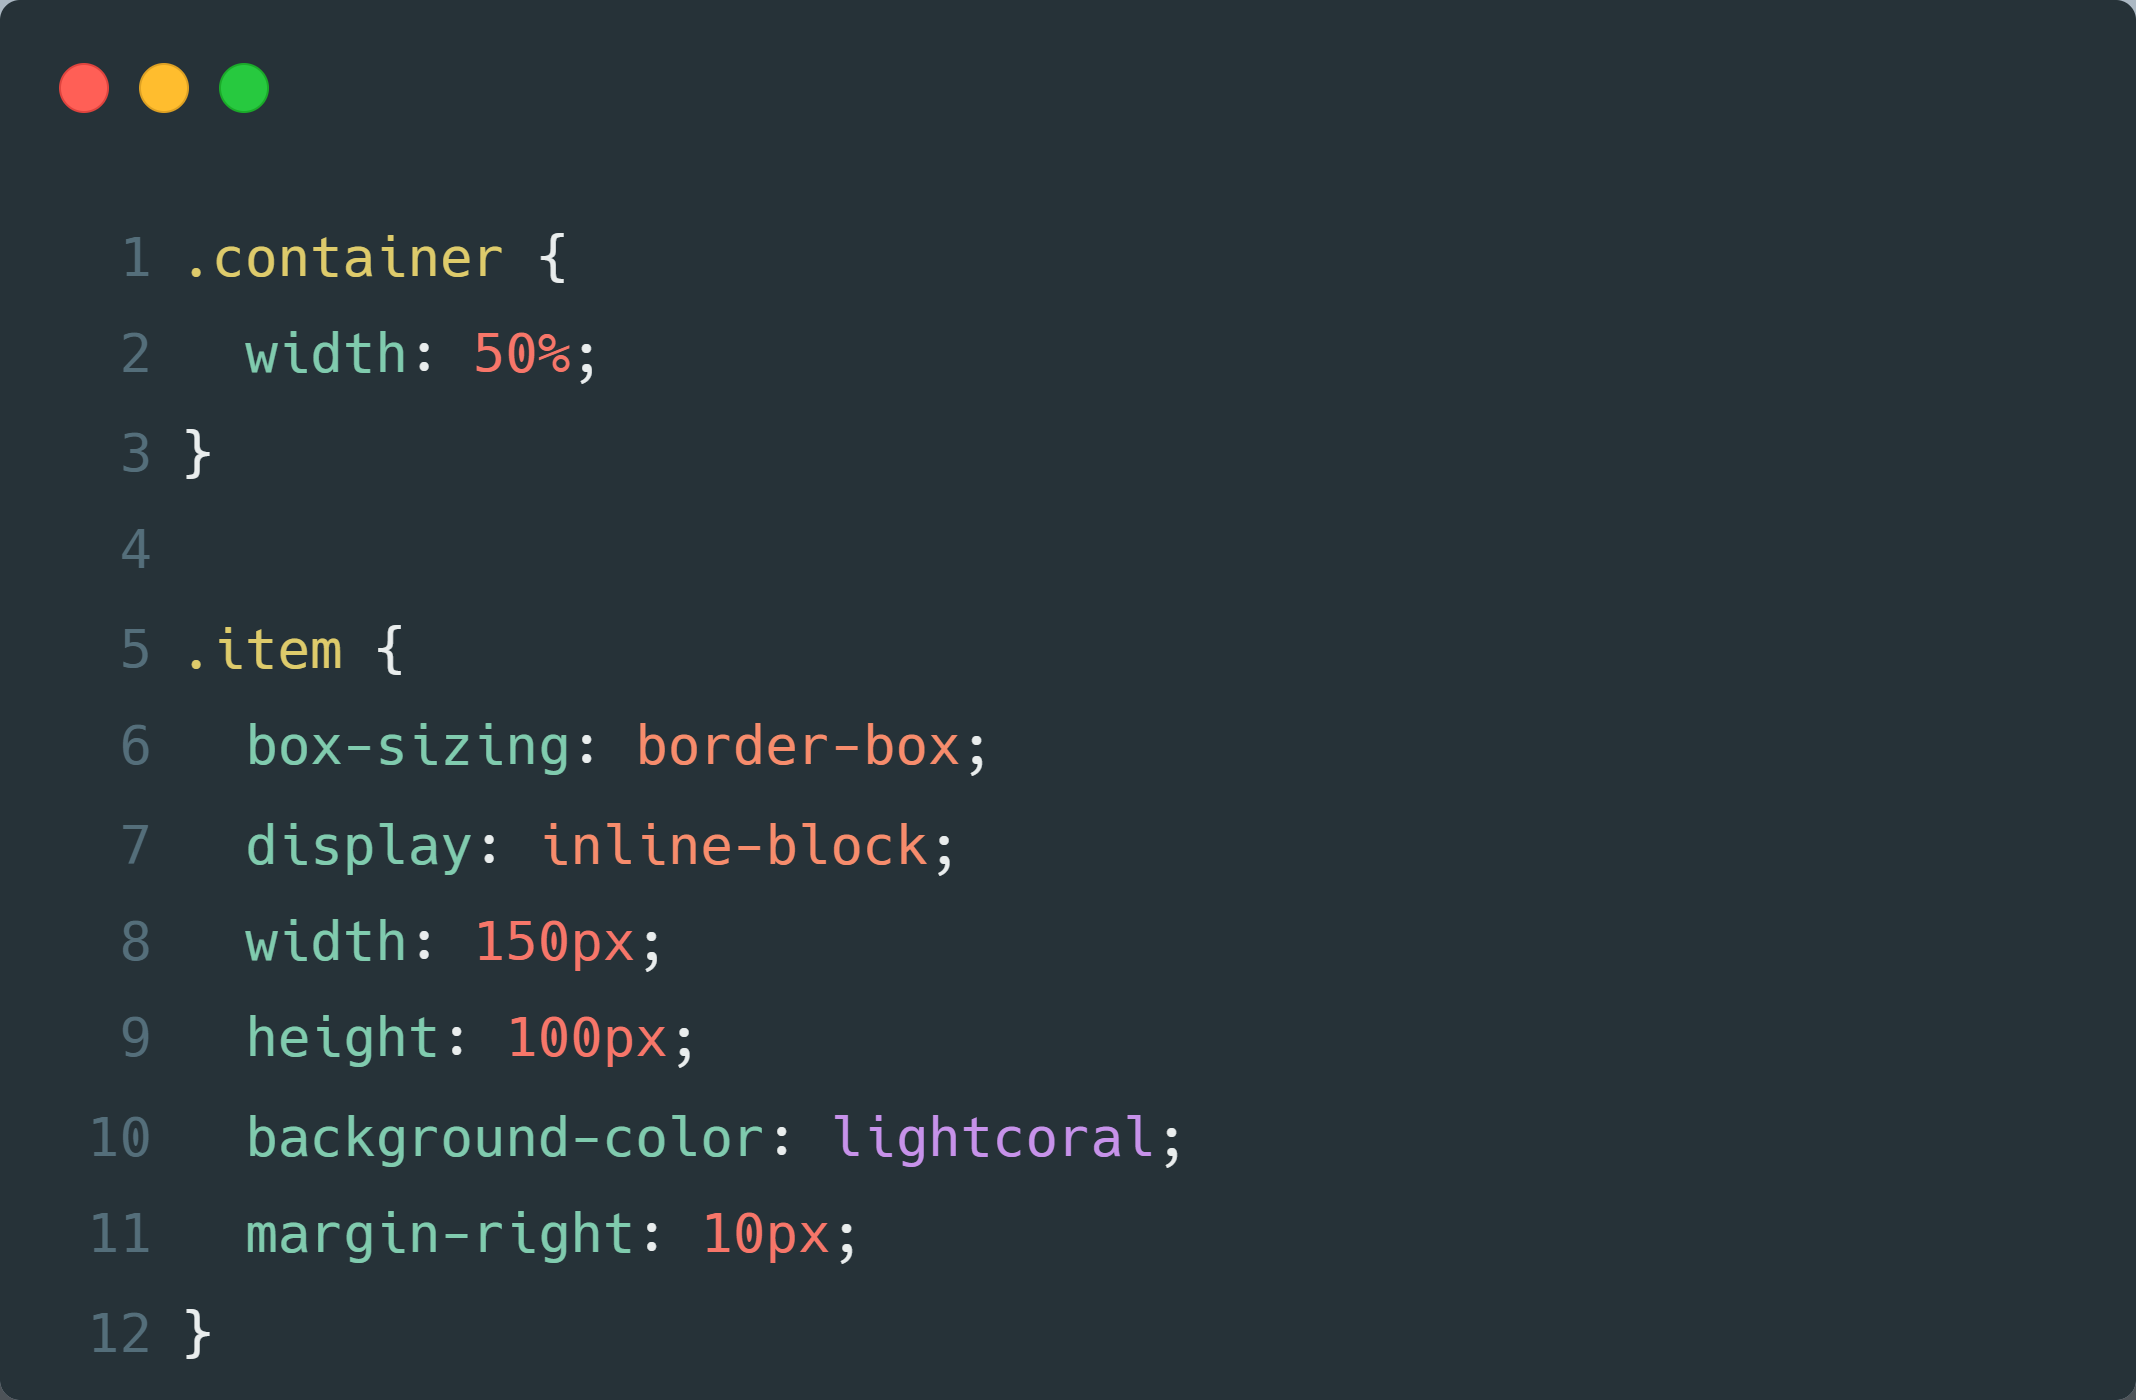 1 .container {
2   width: 50%;
3 }
4
5 .item {
6   box-sizing: border-box;
7   display: inline-block;
8   width: 150px;
9   height: 100px;
10   background-color: lightcoral;
11   margin-right: 10px;
12 }